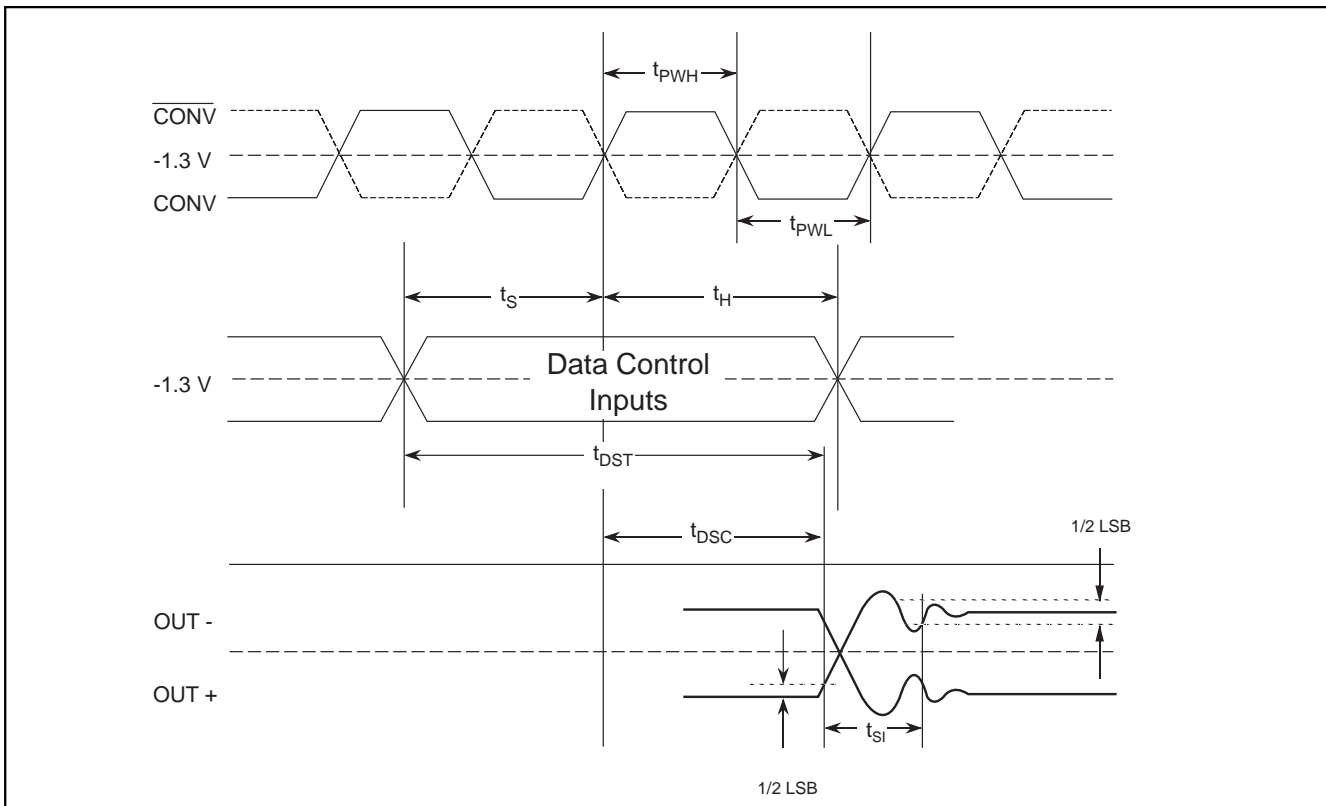 t_PWH
C̅O̅N̅V̅
-1.3 V
CONV
t_PWL
t_S
t_H
Data Control
Inputs
-1.3 V
t_DST
t_DSC
1/2 LSB
OUT -
OUT +
t_SI
1/2 LSB